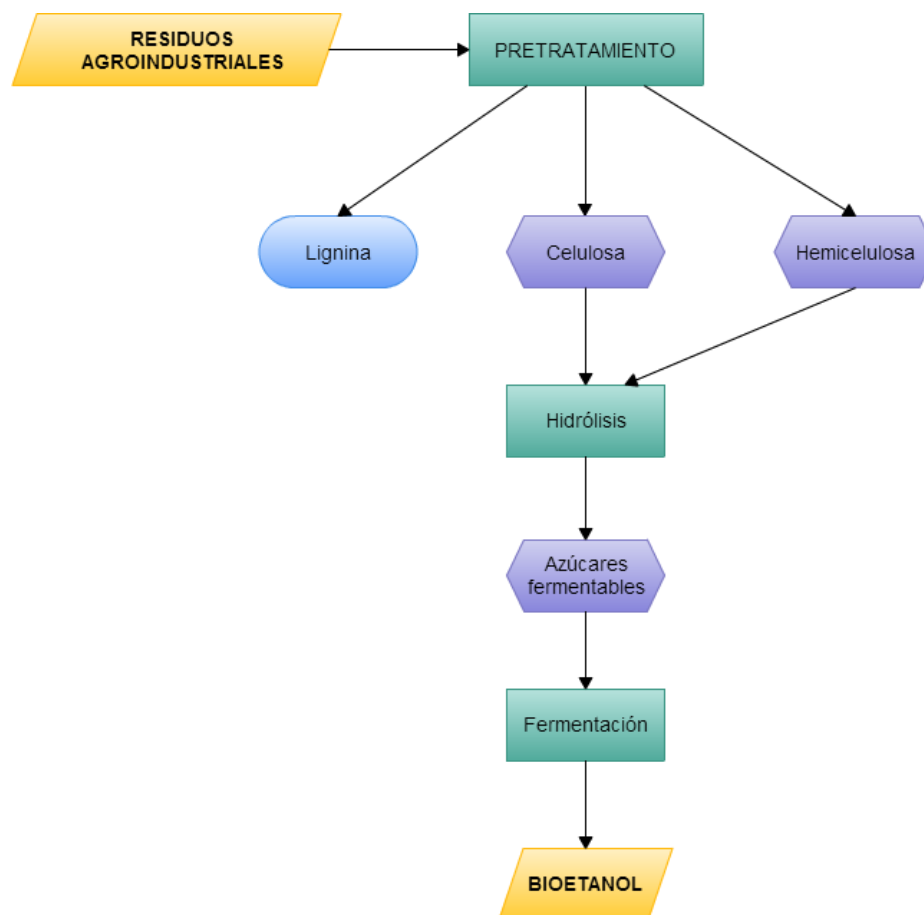 RESIDUOS
AGROINDUSTRIALES
PRETRATAMIENTO
Lignina
Celulosa
Hemicelulosa
Hidrólisis
Azúcares
fermentables
Fermentación
BIOETANOL